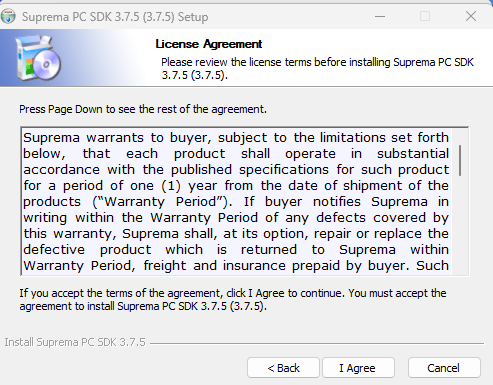 Suprema PC SDK 3.7.5 (3.7.5) Setup
License Agreement
Please review the license terms before installing Suprema PC SDK
3.7.5 (3.7.5).
Press Page Down to see the rest of the agreement.
Suprema warrants to buyer, subject to the limitations set forth
below, that each product shall operate in substantial
accordance with the published specifications for such product
for a period of one (1) year from the date of shipment of the
products (“Warranty Period”). If buyer notifies Suprema in
writing within the Warranty Period of any defects covered by
this warranty, Suprema shall, at its option, repair or replace the
defective product which is returned to Suprema within
Warranty Period, freight and insurance prepaid by buyer. Such
If you accept the terms of the agreement, click I Agree to continue. You must accept the
agreement to install Suprema PC SDK 3.7.5 (3.7.5).
Install Suprema PC SDK 3.7.5
< Back I Agree Cancel